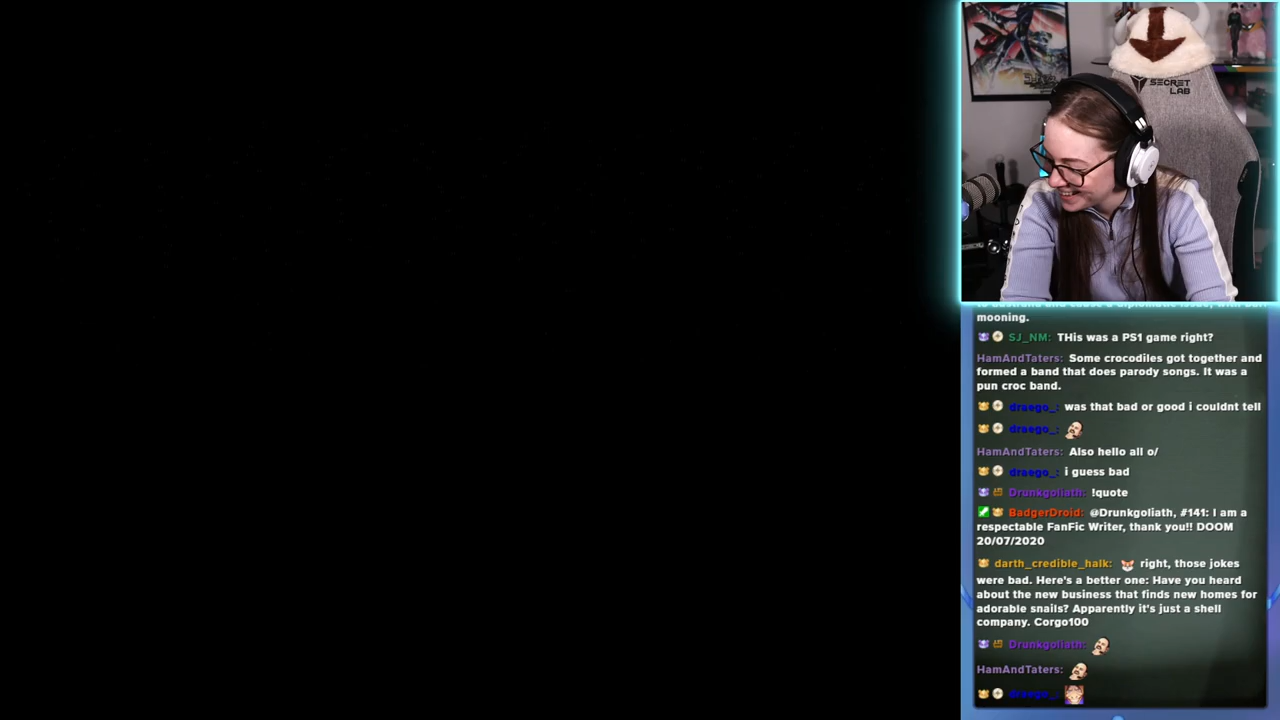 SECRET
LAB
mooning.
SJ_NM: THis was a PS1 game right?
HamAndTaters: Some crocodiles got together and
formed a band that does parody songs. It was a
pun croc band.
draego_: was that bad or good i couldnt tell
draego_:
HamAndTaters: Also hello all o/
draego_: i guess bad
Drunkgoliath: !quote
BadgerDroid: @Drunkgoliath, #141: I am a
respectable FanFic Writer, thank you!! DOOM
20/07/2020
darth_credible_halk: right, those jokes
were bad. Here's a better one: Have you heard
about the new business that finds new homes for
adorable snails? Apparently it's just a shell
company. Corgo100
Drunkgoliath:
HamAndTaters:
draego_: